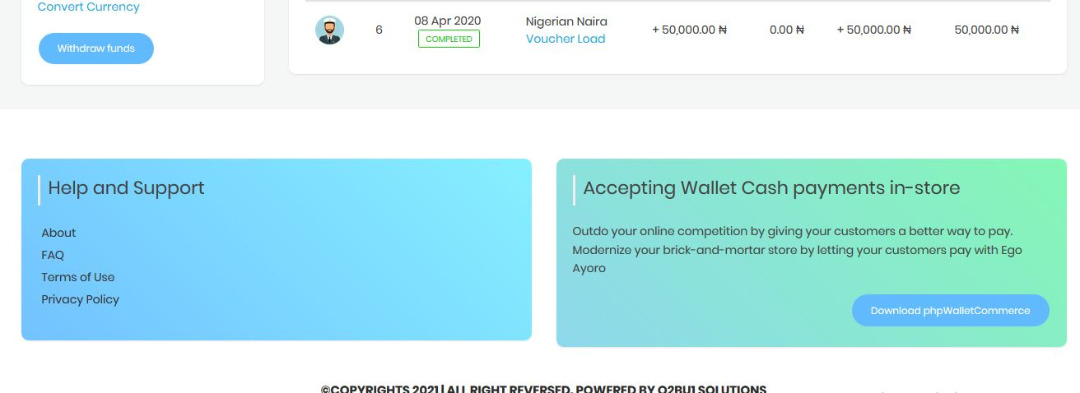 Convert Currency
Withdraw funds
6
08 Apr 2020
COMPLETED
Nigerian Naira
Voucher Load
+ 50,000.00 ₦
0.00 ₦
+ 50,000.00 ₦
50,000.00 ₦
Help and Support
About
FAQ
Terms of Use
Privacy Policy
Accepting Wallet Cash payments in-store
Outdo your online competition by giving your customers a better way to pay.
Modernize your brick-and-mortar store by letting your customers pay with Ego
Ayoro
Download phpWalletCommerce
©COPYRIGHTS 2021 | ALL RIGHT REVERSED. POWERED BY O2BU1 SOLUTIONS